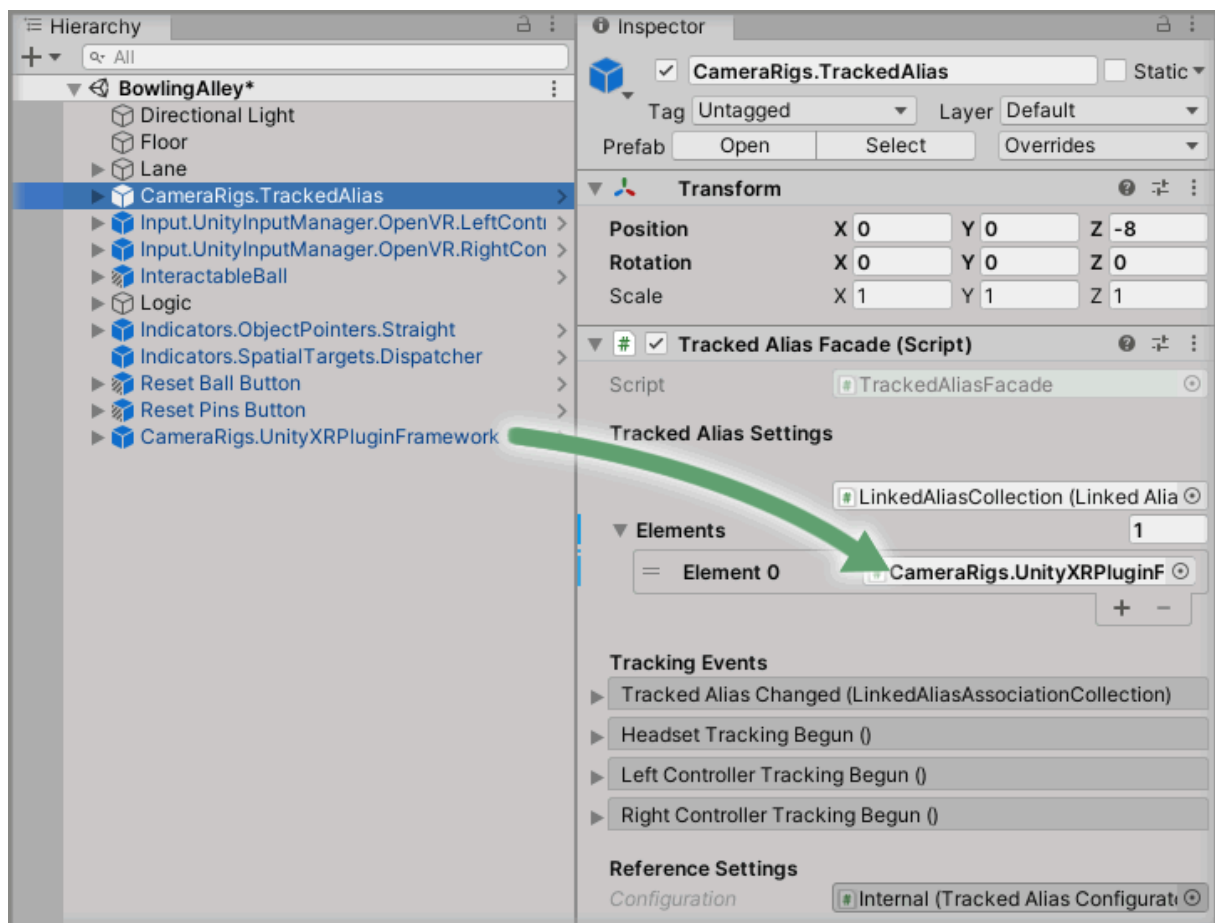 Hierarchy
All
BowlingAlley*
Directional Light
Floor
Lane
CameraRigs.TrackedAlias
Input.UnityInputManager.OpenVR.LeftContr
Input.UnityInputManager.OpenVR.RightCon
InteractableBall
Logic
Indicators.ObjectPointers.Straight
Indicators.SpatialTargets.Dispatcher
Reset Ball Button
Reset Pins Button
CameraRigs.UnityXRPluginFramework
Inspector
CameraRigs.TrackedAlias Static
Tag Untagged Layer Default
Prefab Open Select Overrides
Transform
Position X 0 Y 0 Z -8
Rotation X 0 Y 0 Z 0
Scale X 1 Y 1 Z 1
# Tracked Alias Facade (Script)
Script # TrackedAliasFacade
Tracked Alias Settings
# LinkedAliasCollection (Linked Alia
Elements 1
Element 0 CameraRigs.UnityXRPluginF
+ −
Tracking Events
Tracked Alias Changed (LinkedAliasAssociationCollection)
Headset Tracking Begun ()
Left Controller Tracking Begun ()
Right Controller Tracking Begun ()
Reference Settings
Configuration # Internal (Tracked Alias Configurat